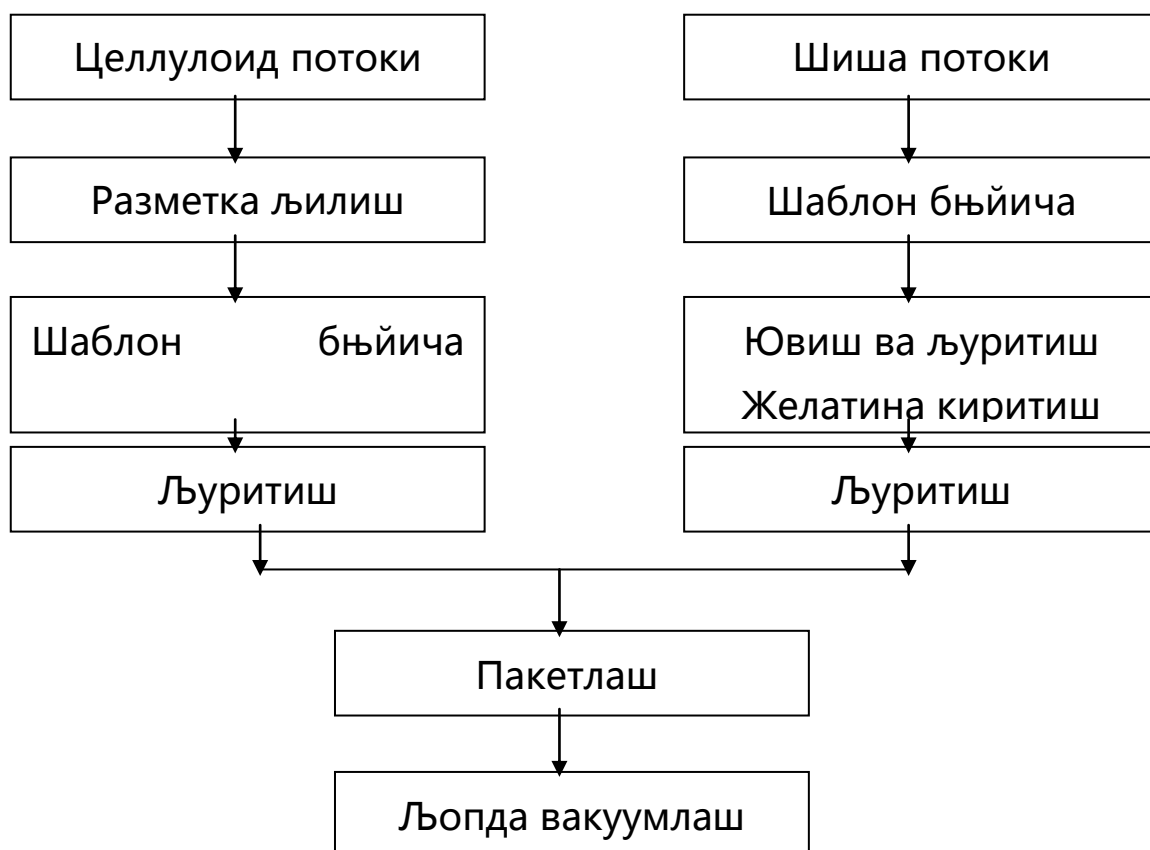 Целлулоид потоки
Шиша потоки
Разметка љилиш
Шаблон бњйича
Шаблон бњйича
Ювиш ва љуритиш
Желатина киритиш
Љуритиш
Љуритиш
Пакетлаш
Љопда вакуумлаш